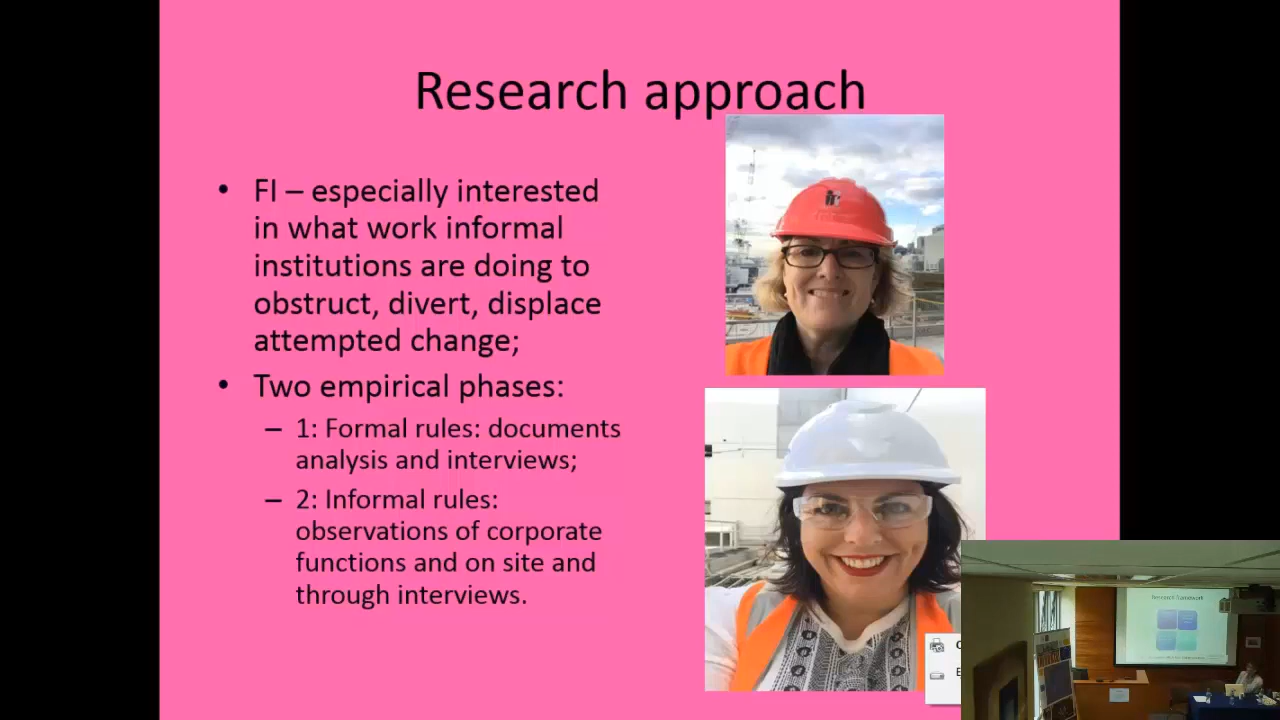 Research approach
• FI – especially interested
in what work informal
institutions are doing to
obstruct, divert, displace
attempted change;
• Two empirical phases:
– 1: Formal rules: documents
analysis and interviews;
– 2: Informal rules:
observations of corporate
functions and on site and
through interviews.
Research framework